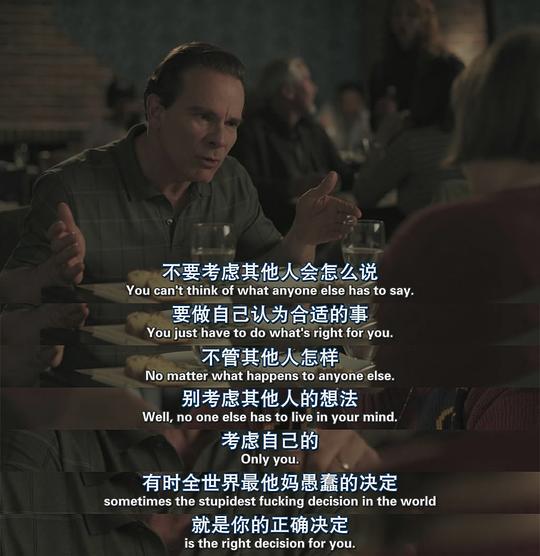 不要考虑其他人会怎么说
You can't think of what anyone else has to say.
要做自己认为合适的事
You just have to do what's right for you.
不管其他人怎样
No matter what happens to anyone else.
别考虑其他人的想法
Well, no one else has to live in your mind.
考虑自己的
Only you.
有时全世界最他妈愚蠢的决定
sometimes the stupidest fucking decision in the world
就是你的正确决定
is the right decision for you.